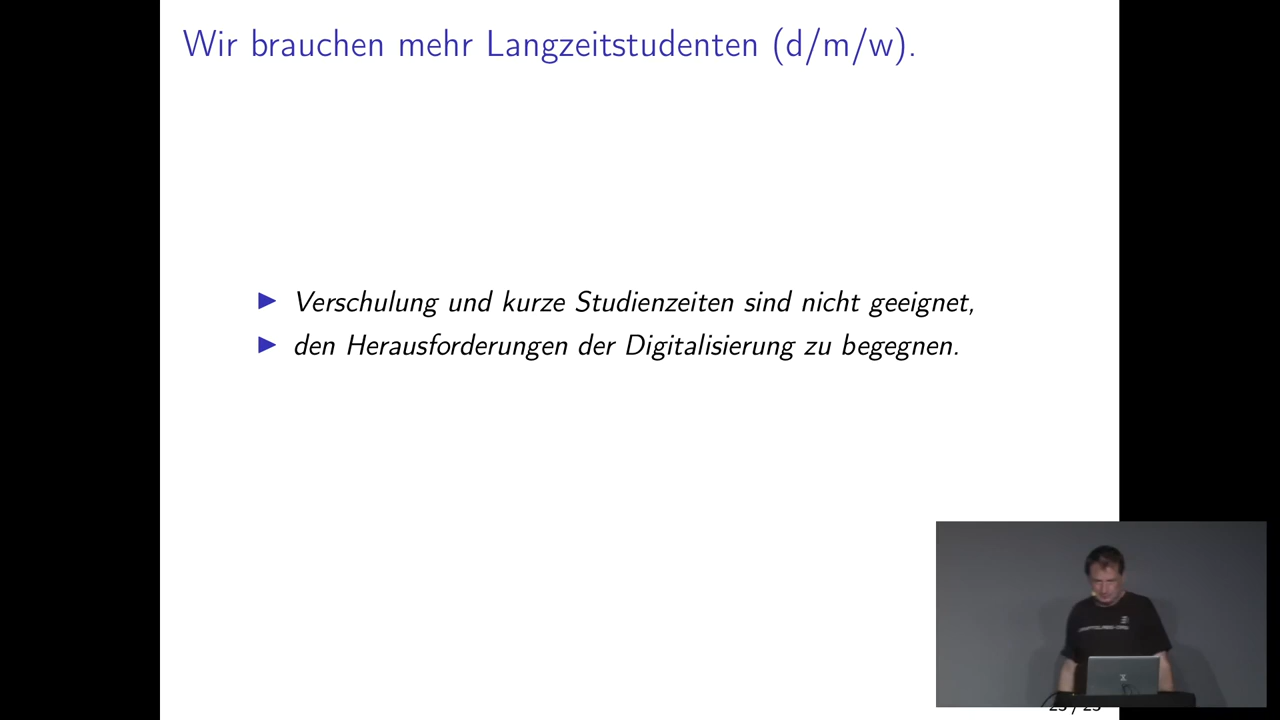 Wir brauchen mehr Langzeitstudenten (d/m/w).
Verschulung und kurze Studienzeiten sind nicht geeignet,
den Herausforderungen der Digitalisierung zu begegnen.